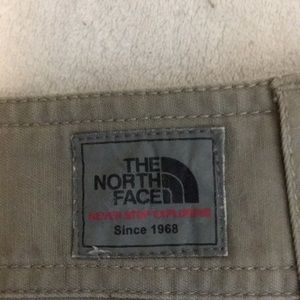 THE
NORTH
FACE
NEVER STOP EXPLORING
Since 1968